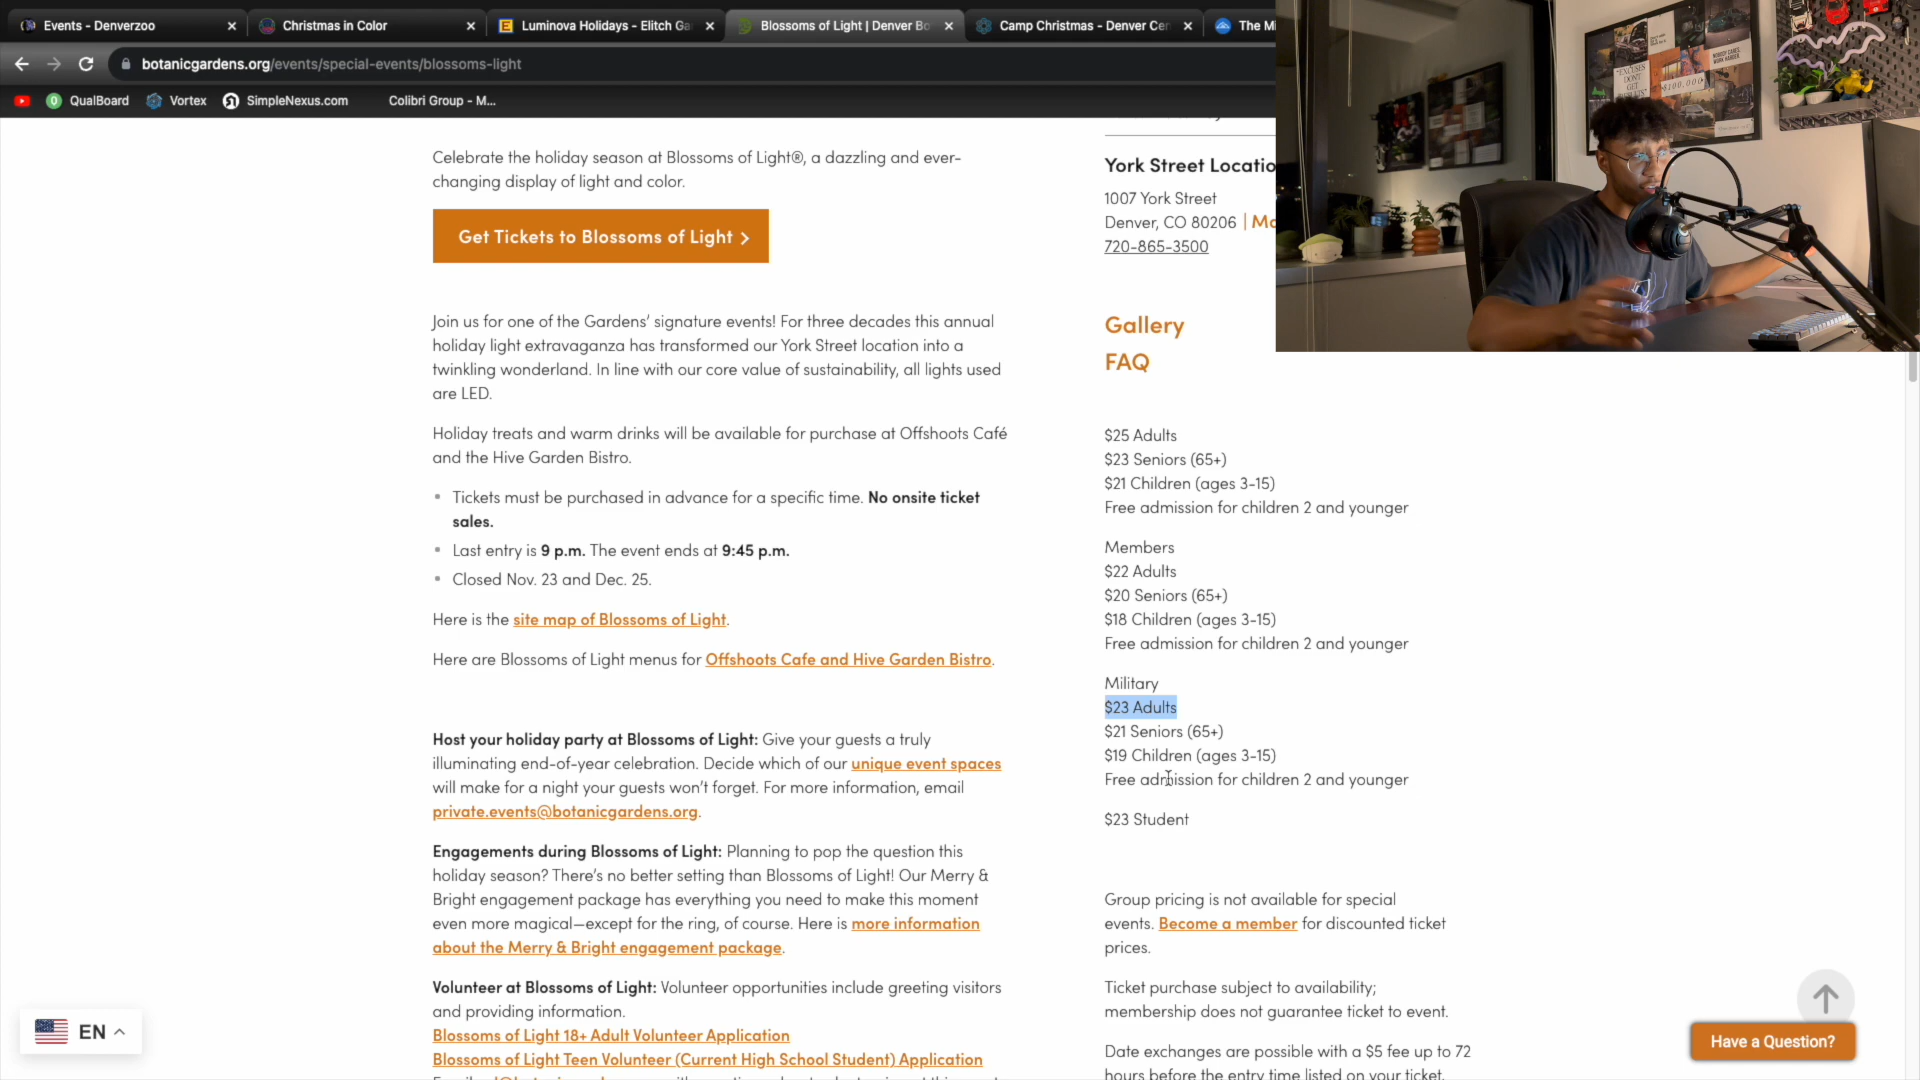 Events - Denverzoo
Christmas in Color
Luminova Holidays - Elitch Ga
Blossoms of Light | Denver Bo
Camp Christmas - Denver Cen
The Mi
botanicgardens.org/events/special-events/blossoms-light
QualBoard
Vortex
SimpleNexus.com
Colibri Group - M...
Celebrate the holiday season at Blossoms of Light®, a dazzling and ever-
changing display of light and color.
Get Tickets to Blossoms of Light
Join us for one of the Gardens' signature events! For three decades this annual
holiday light extravaganza has transformed our York Street location into a
twinkling wonderland. In line with our core value of sustainability, all lights used
are LED.
Holiday treats and warm drinks will be available for purchase at Offshoots Café
and the Hive Garden Bistro.
Tickets must be purchased in advance for a specific time. No onsite ticket
sales.
Last entry is 9 p.m. The event ends at 9:45 p.m.
Closed Nov. 23 and Dec. 25.
Here is the site map of Blossoms of Light.
Here are Blossoms of Light menus for Offshoots Cafe and Hive Garden Bistro.
Host your holiday party at Blossoms of Light: Give your guests a truly
illuminating end-of-year celebration. Decide which of our unique event spaces
will make for a night your guests won't forget. For more information, email
private.events@botanicgardens.org.
Engagements during Blossoms of Light: Planning to pop the question this
holiday season? There's no better setting than Blossoms of Light! Our Merry &
Bright engagement package has everything you need to make this moment
even more magical—except for the ring, of course. Here is more information
about the Merry & Bright engagement package.
Volunteer at Blossoms of Light: Volunteer opportunities include greeting visitors
and providing information.
Blossoms of Light 18+ Adult Volunteer Application
Blossoms of Light Teen Volunteer (Current High School Student) Application
York Street Locatio
1007 York Street
Denver, CO 80206 | Ma
720-865-3500
Gallery
FAQ
$25 Adults
$23 Seniors (65+)
$21 Children (ages 3-15)
Free admission for children 2 and younger
Members
$22 Adults
$20 Seniors (65+)
$18 Children (ages 3-15)
Free admission for children 2 and younger
Military
$23 Adults
$21 Seniors (65+)
$19 Children (ages 3-15)
Free admission for children 2 and younger
$23 Student
Group pricing is not available for special
events. Become a member for discounted ticket
prices.
Ticket purchase subject to availability;
membership does not guarantee ticket to event.
Date exchanges are possible with a $5 fee up to 72
hours before the entry time listed on your ticket.
EN
Have a Question?
"EXCUSES
DON'T
GET
RESULTS"
$100,000
NOBODY CARES,
WORK HARDER